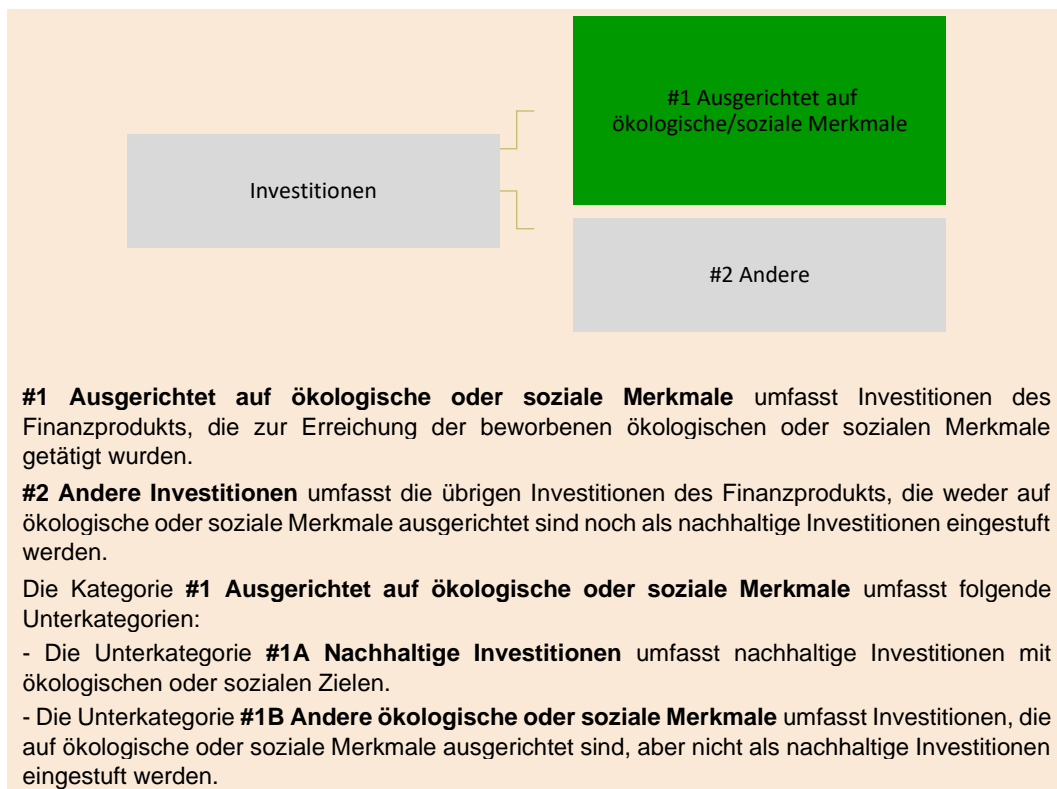 #1 Ausgerichtet auf
ökologische/soziale Merkmale
Investitionen
#2 Andere
#1 Ausgerichtet auf ökologische oder soziale Merkmale umfasst Investitionen des
Finanzprodukts, die zur Erreichung der beworbenen ökologischen oder sozialen Merkmale
getätigt wurden.
#2 Andere Investitionen umfasst die übrigen Investitionen des Finanzprodukts, die weder auf
ökologische oder soziale Merkmale ausgerichtet sind noch als nachhaltige Investitionen eingestuft
werden.
Die Kategorie #1 Ausgerichtet auf ökologische oder soziale Merkmale umfasst folgende
Unterkategorien:
- Die Unterkategorie #1A Nachhaltige Investitionen umfasst nachhaltige Investitionen mit
ökologischen oder sozialen Zielen.
- Die Unterkategorie #1B Andere ökologische oder soziale Merkmale umfasst Investitionen, die
auf ökologische oder soziale Merkmale ausgerichtet sind, aber nicht als nachhaltige Investitionen
eingestuft werden.